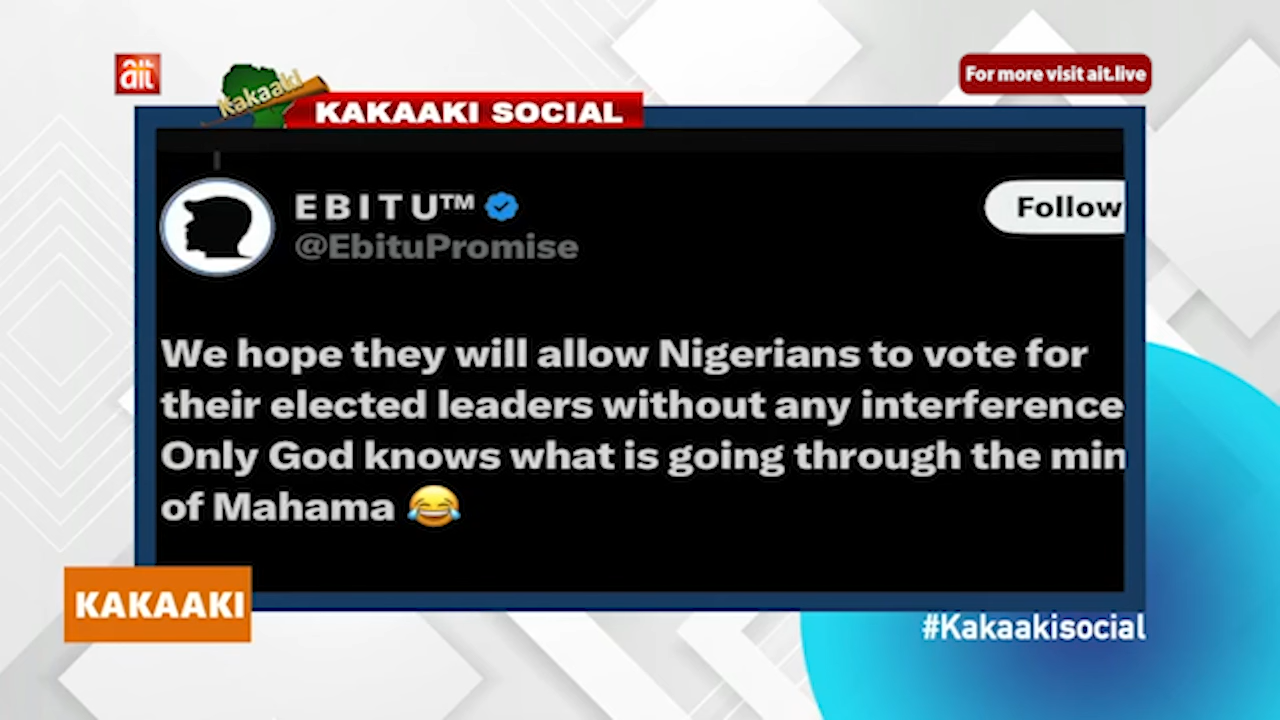 ait
For more visit ait.live
Kakaaki
KAKAAKI SOCIAL
E B I T U™
@EbituPromise
Follow
We hope they will allow Nigerians to vote for
their elected leaders without any interference
Only God knows what is going through the min
of Mahama 😂
KAKAAKI
#Kakaakisocial